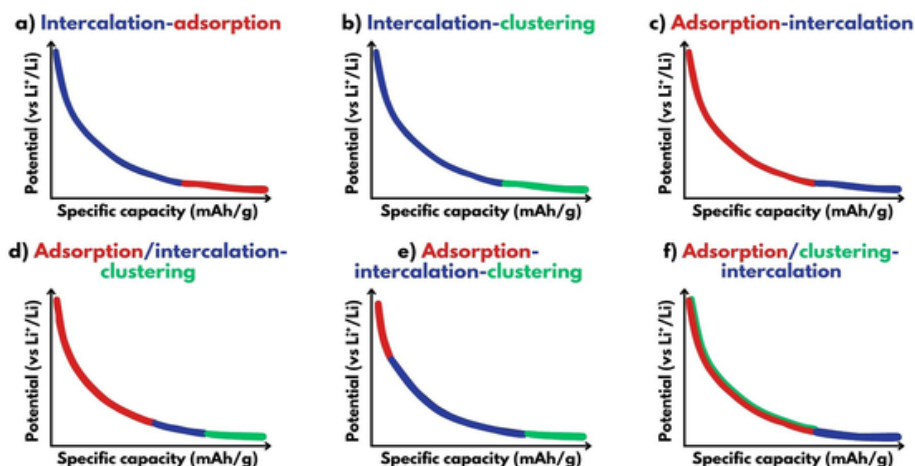 a) Intercalation-adsorption
Potential (vs Li⁺/Li)
Specific capacity (mAh/g)
b) Intercalation-clustering
Potential (vs Li⁺/Li)
Specific capacity (mAh/g)
c) Adsorption-intercalation
Potential (vs Li⁺/Li)
Specific capacity (mAh/g)
d) Adsorption/intercalation-
clustering
Potential (vs Li⁺/Li)
Specific capacity (mAh/g)
e) Adsorption-
intercalation-clustering
Potential (vs Li⁺/Li)
Specific capacity (mAh/g)
f) Adsorption/clustering-
intercalation
Potential (vs Li⁺/Li)
Specific capacity (mAh/g)